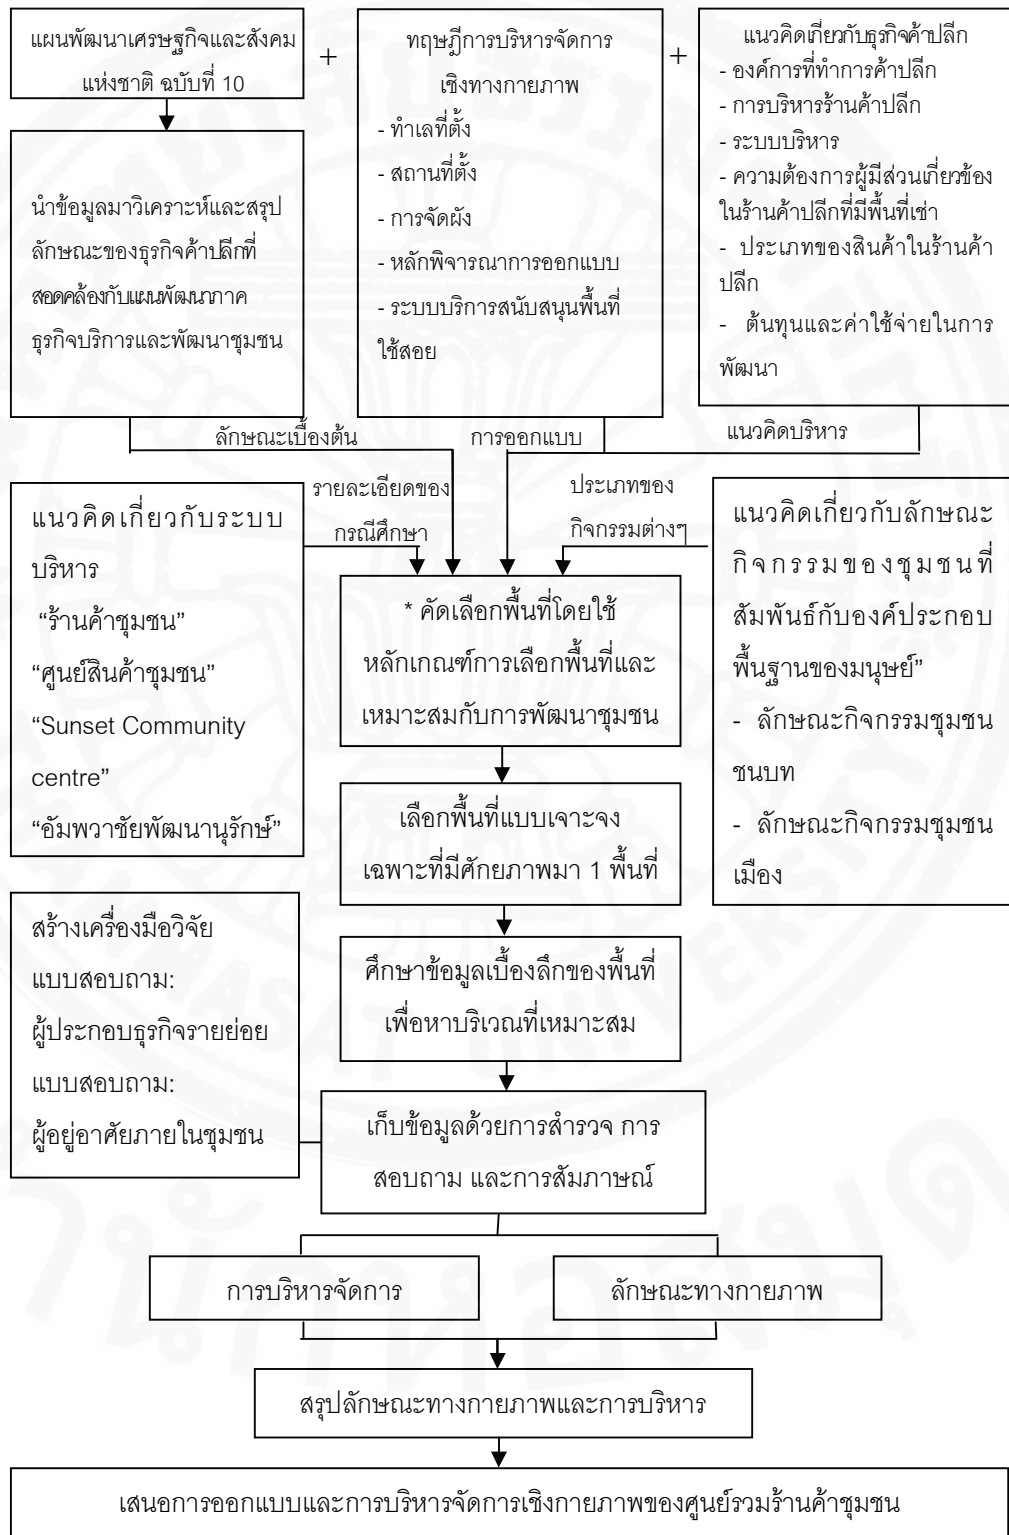 แผนพัฒนาเศรษฐกิจและสังคม
แห่งชาติ ฉบับที่ 10
+
ทฤษฎีการบริหารจัดการ
เชิงทางกายภาพ
- ทำเลที่ตั้ง
- สถานที่ตั้ง
- การจัดผัง
- หลักพิจารณาการออกแบบ
- ระบบบริการสนับสนุนพื้นที่
ใช้สอย
+
แนวคิดเกี่ยวกับธุรกิจค้าปลีก
- องค์การที่ทำการค้าปลีก
- การบริหารร้านค้าปลีก
- ระบบบริหาร
- ความต้องการผู้มีส่วนเกี่ยวข้อง
ในร้านค้าปลีกที่มีพื้นที่เช่า
- ประเภทของสินค้าในร้านค้า
ปลีก
- ต้นทุนและค่าใช้จ่ายในการ
พัฒนา
นำข้อมูลมาวิเคราะห์และสรุป
ลักษณะของธุรกิจค้าปลีกที่
สอดคล้องกับแผนพัฒนาภาค
ธุรกิจบริการและพัฒนาชุมชน
ลักษณะเบื้องต้น
การออกแบบ
แนวคิดบริหาร
รายละเอียดของ
กรณีศึกษา
ประเภทของ
กิจกรรมต่างๆ
แนวคิดเกี่ยวกับระบบ
บริหาร
“ร้านค้าชุมชน”
“ศูนย์สินค้าชุมชน”
“Sunset Community
centre”
“อัมพวาชัยพัฒนานุรักษ์”
* คัดเลือกพื้นที่โดยใช้
หลักเกณฑ์การเลือกพื้นที่และ
เหมาะสมกับการพัฒนาชุมชน
แนวคิดเกี่ยวกับลักษณะ
กิจกรรมของชุมชนที่
สัมพันธ์กับองค์ประกอบ
พื้นฐานของมนุษย์”
- ลักษณะกิจกรรมชุมชน
ชนบท
- ลักษณะกิจกรรมชุมชน
เมือง
เลือกพื้นที่แบบเจาะจง
เฉพาะที่มีศักยภาพมา 1 พื้นที่
สร้างเครื่องมือวิจัย
แบบสอบถาม:
ผู้ประกอบธุรกิจรายย่อย
แบบสอบถาม:
ผู้อยู่อาศัยภายในชุมชน
ศึกษาข้อมูลเบื้องลึกของพื้นที่
เพื่อหาบริเวณที่เหมาะสม
เก็บข้อมูลด้วยการสำรวจ การ
สอบถาม และการสัมภาษณ์
การบริหารจัดการ
ลักษณะทางกายภาพ
สรุปลักษณะทางกายภาพและการบริหาร
เสนอการออกแบบและการบริหารจัดการเชิงกายภาพของศูนย์รวมร้านค้าชุมชน